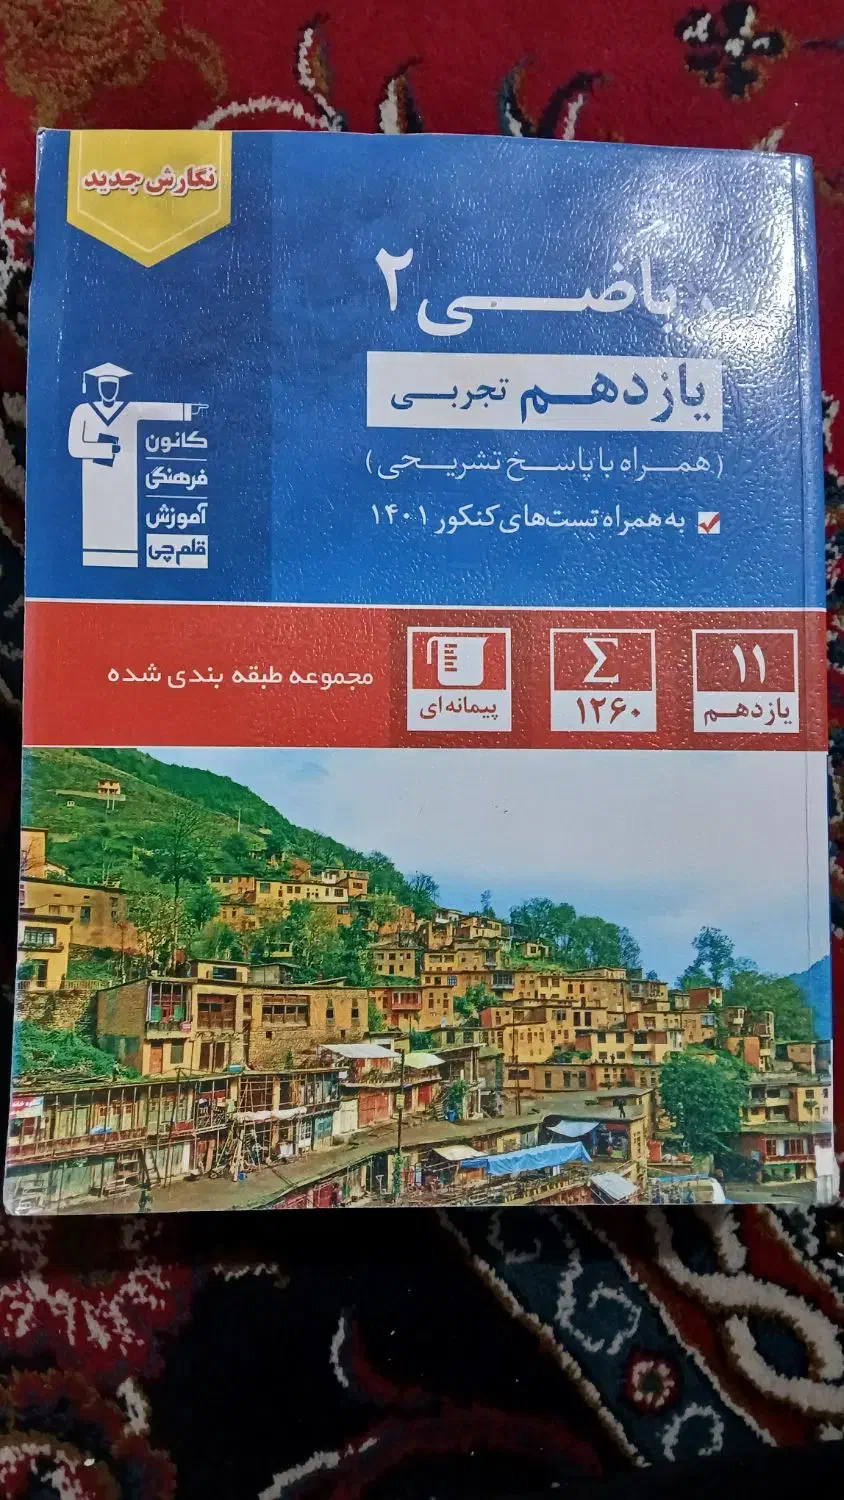 نگارش جدید
ریاضی ۲
یازدهم تجربی
(همراه با پاسخ تشریحی)
به همراه تست‌های کنکور ۱۴۰۱
کانون
فرهنگی
آموزش
قلم‌چی
۱۱
یازدهم
Σ
۱۲۶۰
پیمانه‌ای
مجموعه طبقه بندی شده